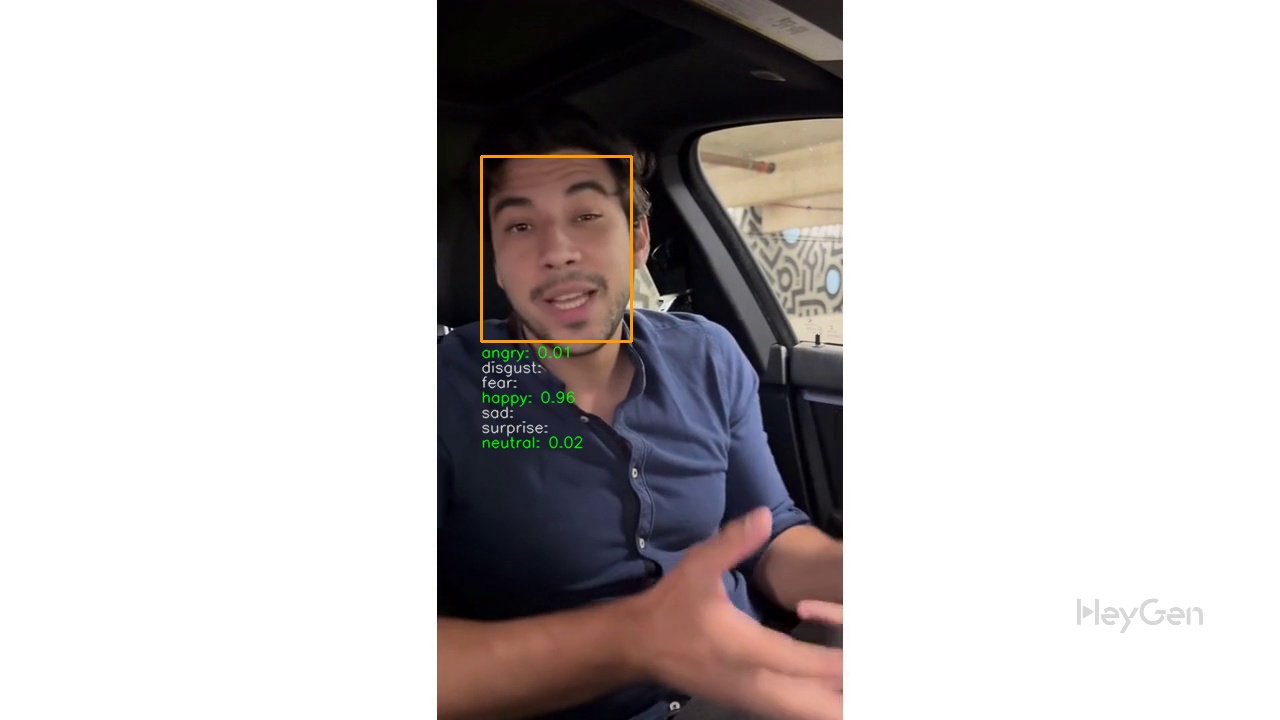 angry: 0.01
disgust:
fear:
happy: 0.96
sad:
surprise:
neutral: 0.02
HeyGen